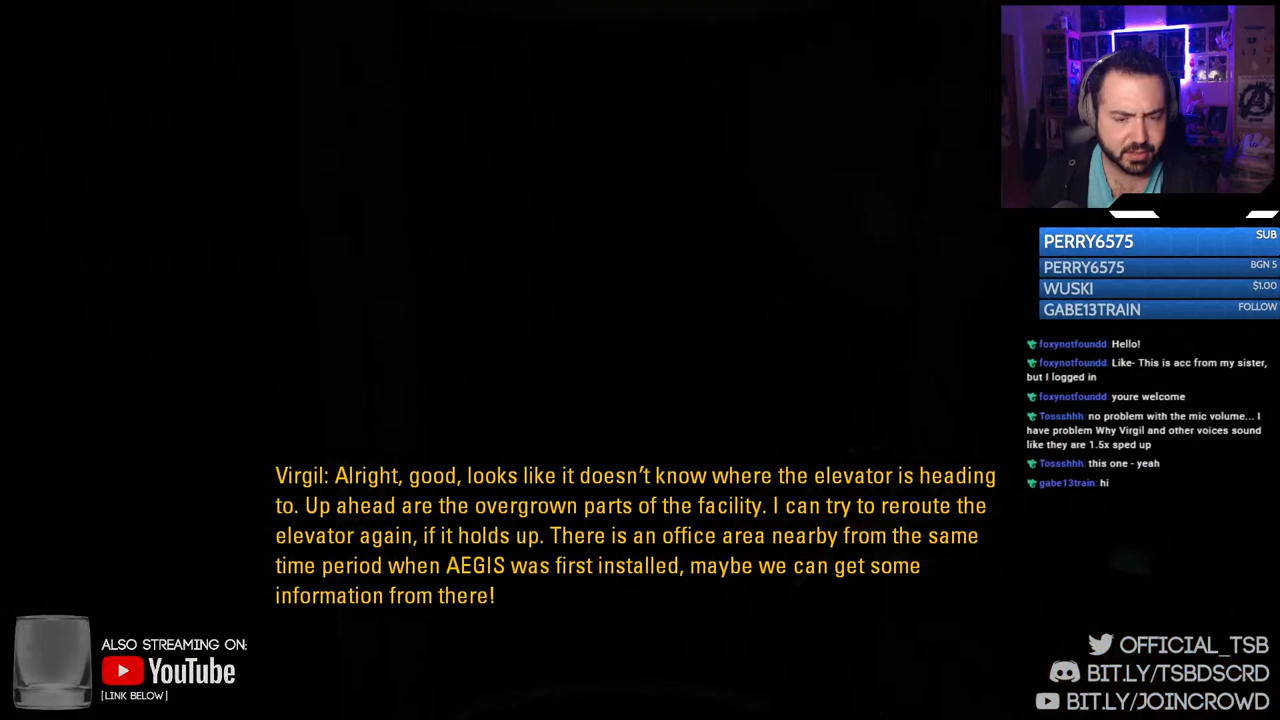 PERRY6575 SUB
PERRY6575 BGN 5
WUSKI $1.00
GABE13TRAIN FOLLOW
foxynotfoundd: Hello!
foxynotfoundd: Like- This is acc from my sister,
but I logged in
foxynotfoundd: youre welcome
Tossshhh: no problem with the mic volume... I
have problem Why Virgil and other voices sound
like they are 1.5x sped up
Tossshhh: this one - yeah
gabe13train: hi
Virgil: Alright, good, looks like it doesn't know where the elevator is heading
to. Up ahead are the overgrown parts of the facility. I can try to reroute the
elevator again, if it holds up. There is an office area nearby from the same
time period when AEGIS was first installed, maybe we can get some
information from there!
ALSO STREAMING ON:
YouTube
[LINK BELOW]
OFFICIAL_TSB
BIT.LY/TSBDSCRD
BIT.LY/JOINCROWD